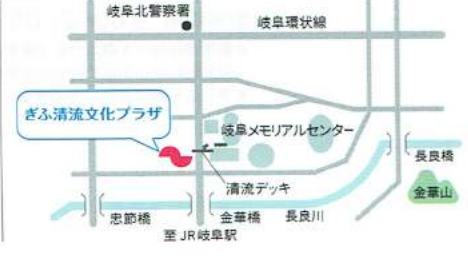 岐阜北警察署
岐阜環状線
ぎふ清流文化プラザ
岐阜メモリアルセンター
長良橋
清流デッキ
金華山
忠節橋
金華橋
長良川
至 JR岐阜駅